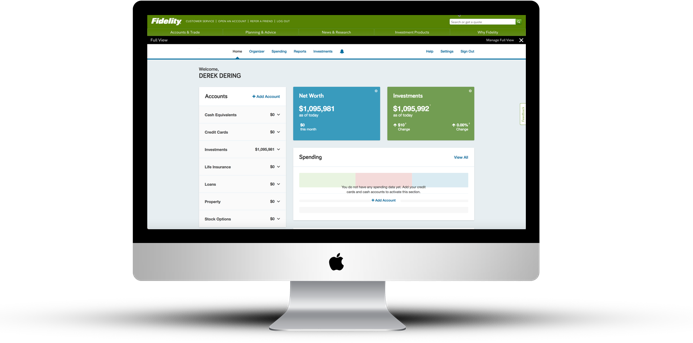 Fidelity
CUSTOMER SERVICE | OPEN AN ACCOUNT | REFER A FRIEND | LOG OUT
Search or get a quote
Accounts & Trade Planning & Advice News & Research Investment Products Why Fidelity
Full View Manage Full View
Home Organizer Spending Reports Investments Help Settings Sign Out
Welcome,
DEREK DERING
Accounts + Add Account
Cash Equivalents $0
Credit Cards $0
Investments $1,095,981
Life Insurance $0
Loans $0
Property $0
Stock Options $0
Net Worth
$1,095,981
as of today
$0
this month
Investments
$1,095,992
as of today
Change
0.00%
Change
Spending View All
You do not have any spending data yet. Add your credit
cards and cash accounts to activate this section.
+ Add Account